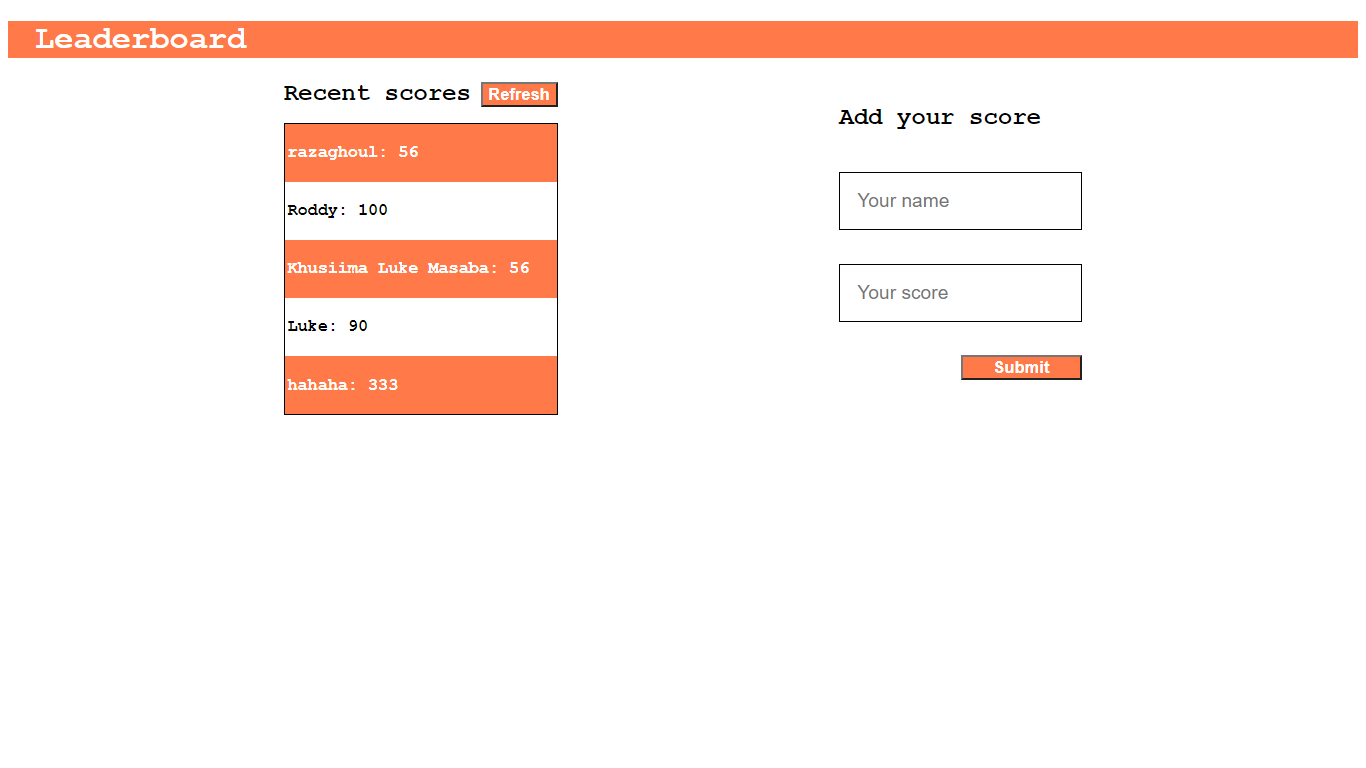 Leaderboard
Recent scores
Refresh
razaghoul: 56
Roddy: 100
Khusiima Luke Masaba: 56
Luke: 90
hahaha: 333
Add your score
Your name
Your score
Submit